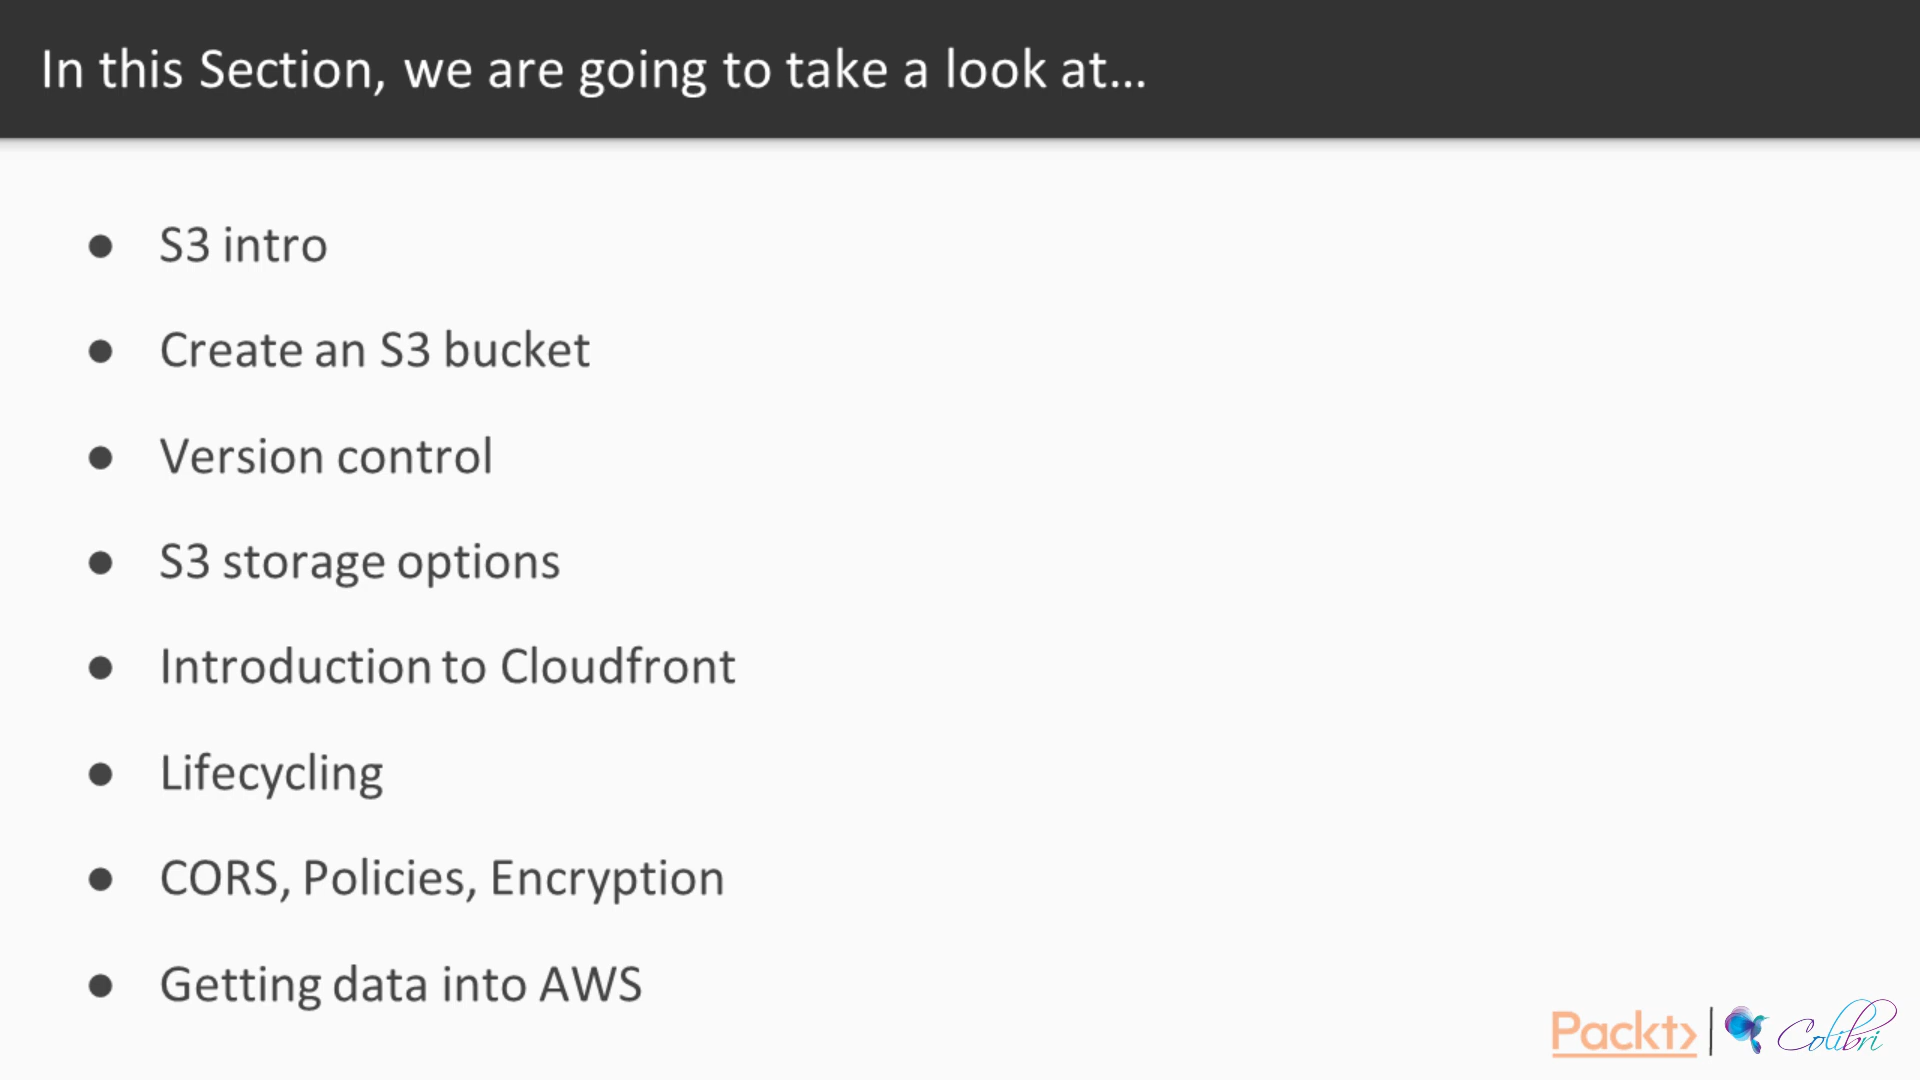 In this Section, we are going to take a look at...
● S3 intro
● Create an S3 bucket
● Version control
● S3 storage options
● Introduction to Cloudfront
● Lifecycling
● CORS, Policies, Encryption
● Getting data into AWS
Packt> | Colibri